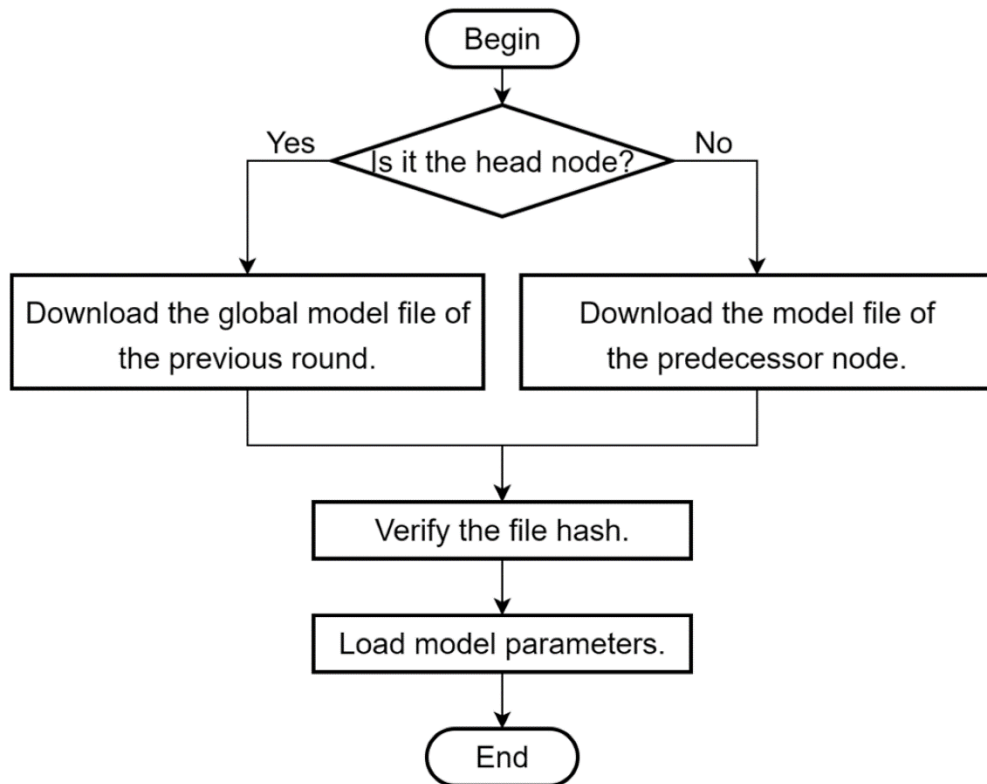 Begin
Is it the head node?
Yes
No
Download the global model file of
the previous round.
Download the model file of
the predecessor node.
Verify the file hash.
Load model parameters.
End